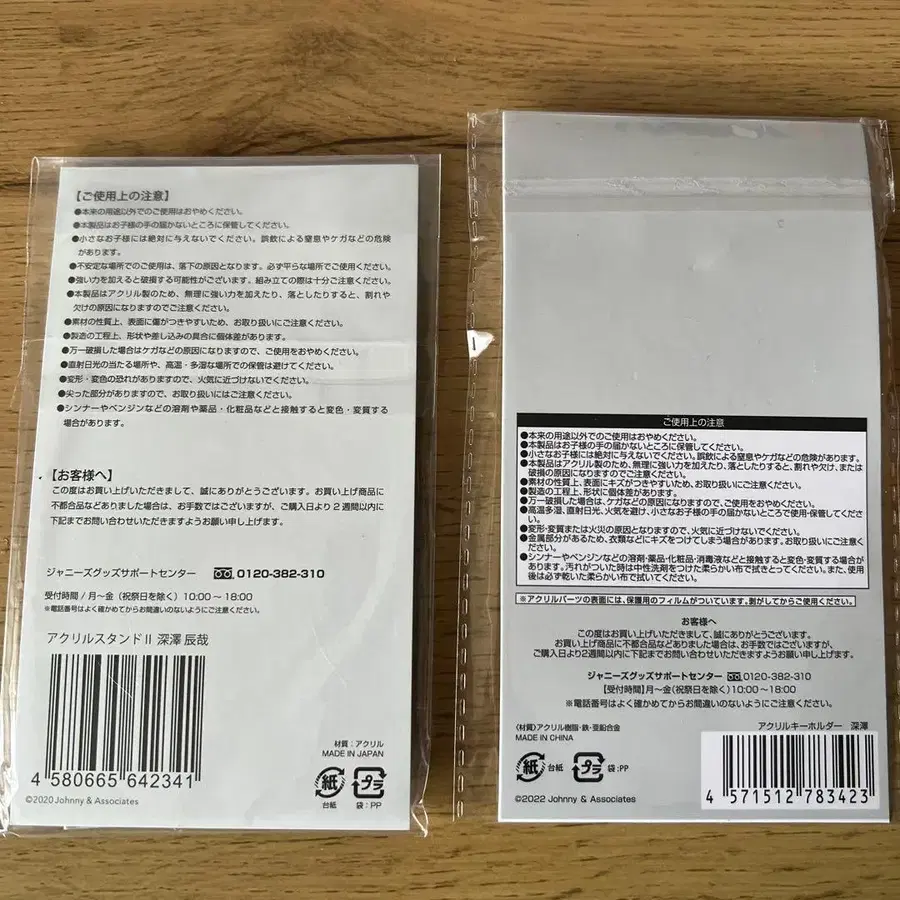 【ご使用上の注意】
●本来の用途以外でのご使用はおやめください。
●本製品はお子様の手の届かないところに保管してください。
●小さなお子様には絶対に与えないでください。誤飲による窒息やケガなどの危険
があります。
●不安定な場所でのご使用は、落下の原因となります。必ず平らな場所でご使用ください。
●強い力を加えると破損する可能性がございます。組み立ての際は十分ご注意ください。
●本製品はアクリル製のため、無理に強い力を加えたり、落としたりすると、割れや
欠けの原因になりますのでご注意ください。
●素材の性質上、表面に傷がつきやすいため、お取り扱いにご注意ください。
●製造の工程上、形状や差し込みの具合に個体差があります。
●万一破損した場合はケガなどの原因になりますので、ご使用をおやめください。
●直射日光の当たる場所や、高温・多湿な場所での保管は避けてください。
●変形・変色の恐れがありますので、火気に近づけないでください。
●尖った部分がありますので、お取り扱いにはご注意ください。
●シンナーやベンジンなどの溶剤や薬品・化粧品などと接触すると変色・変質する
場合があります。
【お客様へ】
この度はお買い上げいただきまして、誠にありがとうございます。お買い上げ商品に
不都合品などありました場合は、お手数ではございますが、ご購入日より2週間以内に
下記までお問い合わせいただきますようお願い申し上げます。
ジャニーズグッズサポートセンター 0120-382-310
受付時間／月〜金（祝祭日を除く）10:00〜18:00
※電話番号はよく確かめてからお間違いのないようにご注意ください。
アクリルスタンドⅡ 深澤 辰哉
4 580665 642341
©2020 Johnny & Associates
材質：アクリル
MADE IN JAPAN
紙 プラ
台紙 袋：PP
1
ご使用上の注意
●本来の用途以外でのご使用はおやめください。
●本製品はお子様の手の届かないところに保管してください。
●小さなお子様には絶対に与えないでください。誤飲による窒息やケガなどの危険があります。
●本製品はアクリル製のため、無理に強い力を加えたり、落としたりすると、割れや欠け、または
破損の原因になりますのでご注意ください。
●素材の性質上、表面にキズがつきやすいため、お取り扱いにご注意ください。
●製造の工程上、形状に個体差があります。
●万一破損した場合は、ケガなどの原因になりますので、ご使用をおやめください。
●高温多湿、直射日光、火気を避け、小さなお子様の手の届かないところで使用・保管してくださ
い。
●変形・変質または火災の原因となりますので、火気に近づけないでください。
●金属部分があるため、衣類などにキズをつけてしまう場合があります。お取り扱いにご注意くださ
い。
●シンナーやベンジンなどの溶剤・薬品・化粧品・消毒液などと接触すると変色・変質する場合があり
ます。汚れがついた時は中性洗剤をつけた柔らかい布で拭きとってください。また、使用
後は必ず乾いた柔らかい布で拭いてください。
※アクリルパーツの表面には、保護用のフィルムがついています。剥がしてからご使用ください。
お客様へ
この度はお買い上げいただきまして、誠にありがとうございます。
お買い上げ商品に不都合品などありました場合は、お手数ではございますが、
ご購入日より2週間以内に下記までお問い合わせいただきますようお願い申し上げます。
ジャニーズグッズサポートセンター 0120-382-310
【受付時間】月〜金（祝祭日を除く）10:00〜18:00
※電話番号はよく確かめてからお間違いのないようにご注意ください。
〈材質〉アクリル樹脂・鉄・亜鉛合金
MADE IN CHINA
アクリルキーホルダー 深澤
紙 台紙 プラ 袋：PP
4 571512 783423
©2022 Johnny & Associates